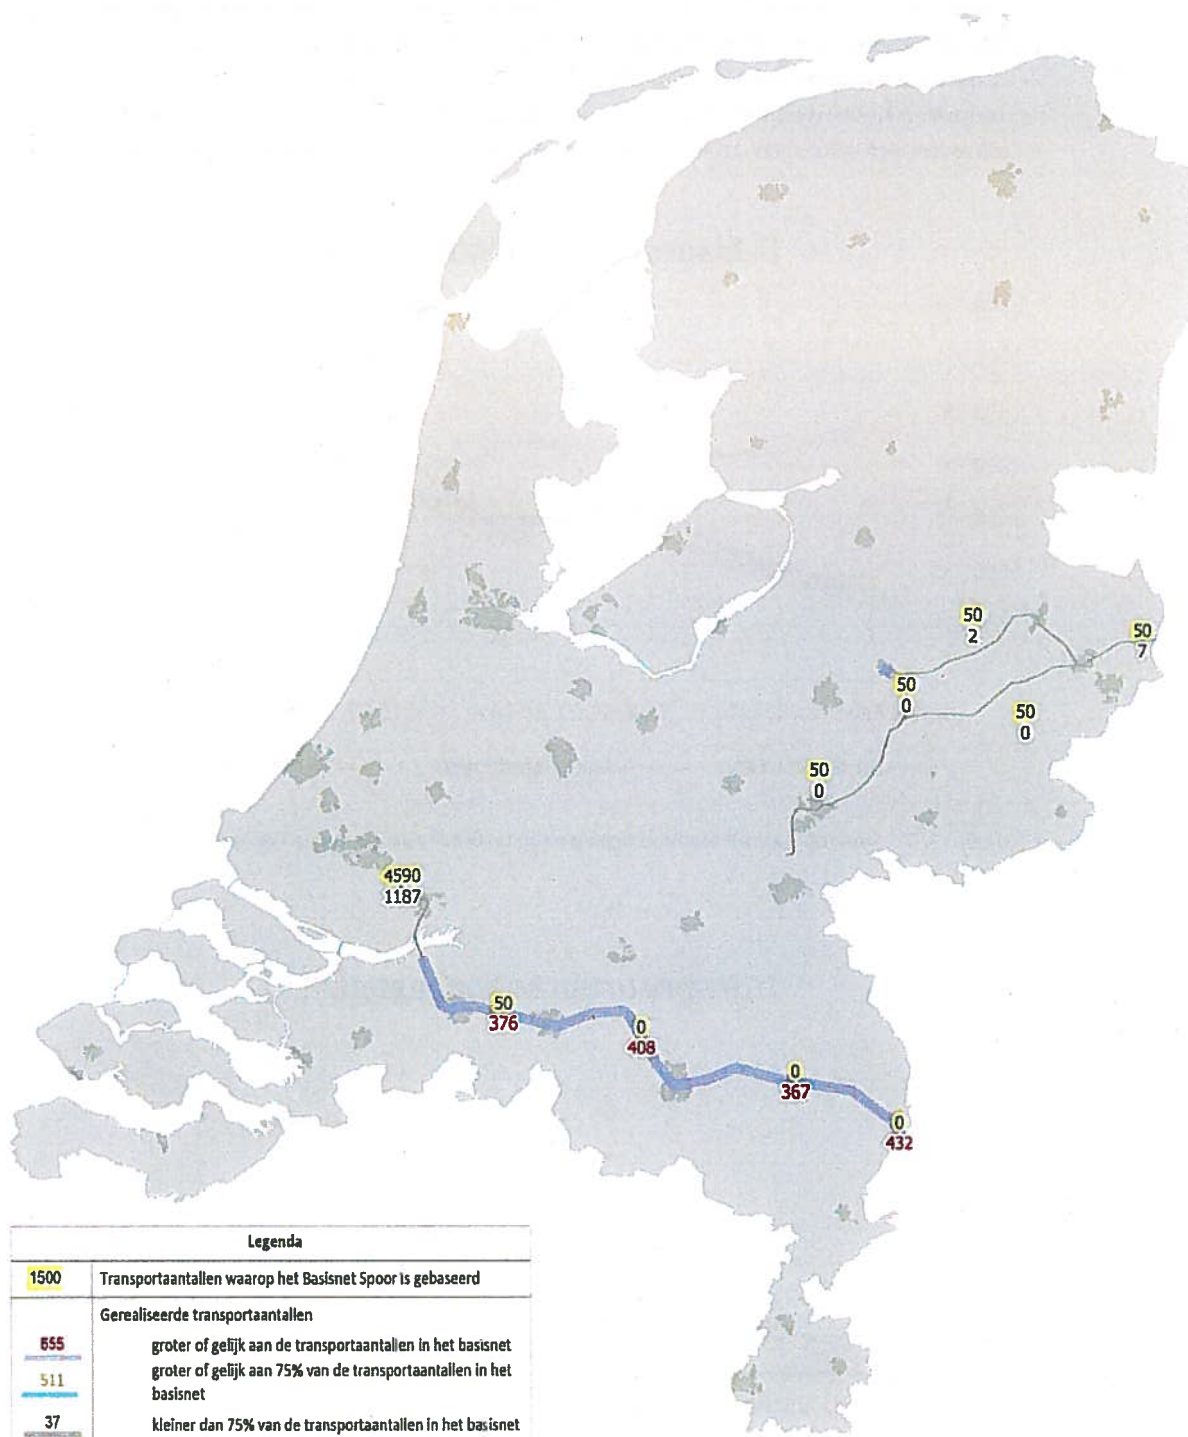 50
2
50
7
50
0
50
0
50
0
4590
1187
50
376
0
408
0
367
0
432
Legenda
1500 Transportaantallen waarop het Basisnet Spoor is gebaseerd
Gerealiseerde transportaantallen
655 groter of gelijk aan de transportaantallen in het basisnet
groter of gelijk aan 75% van de transportaantallen in het
511 basisnet
37 kleiner dan 75% van de transportaantallen in het basisnet